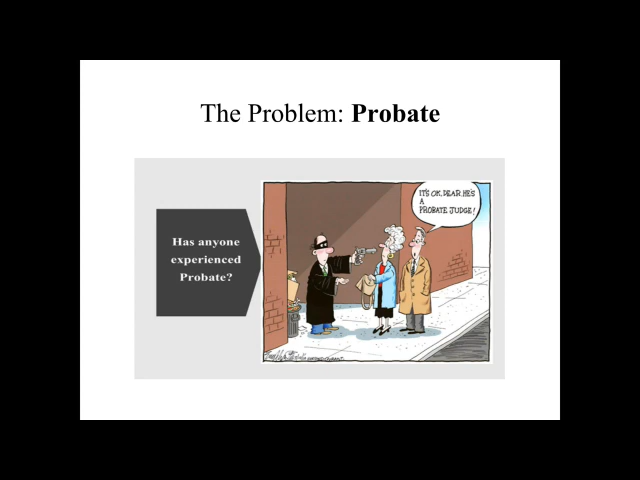 The Problem: Probate
Has anyone
experienced
Probate?
IT'S OK, DEAR. HE'S
A
PROBATE JUDGE!